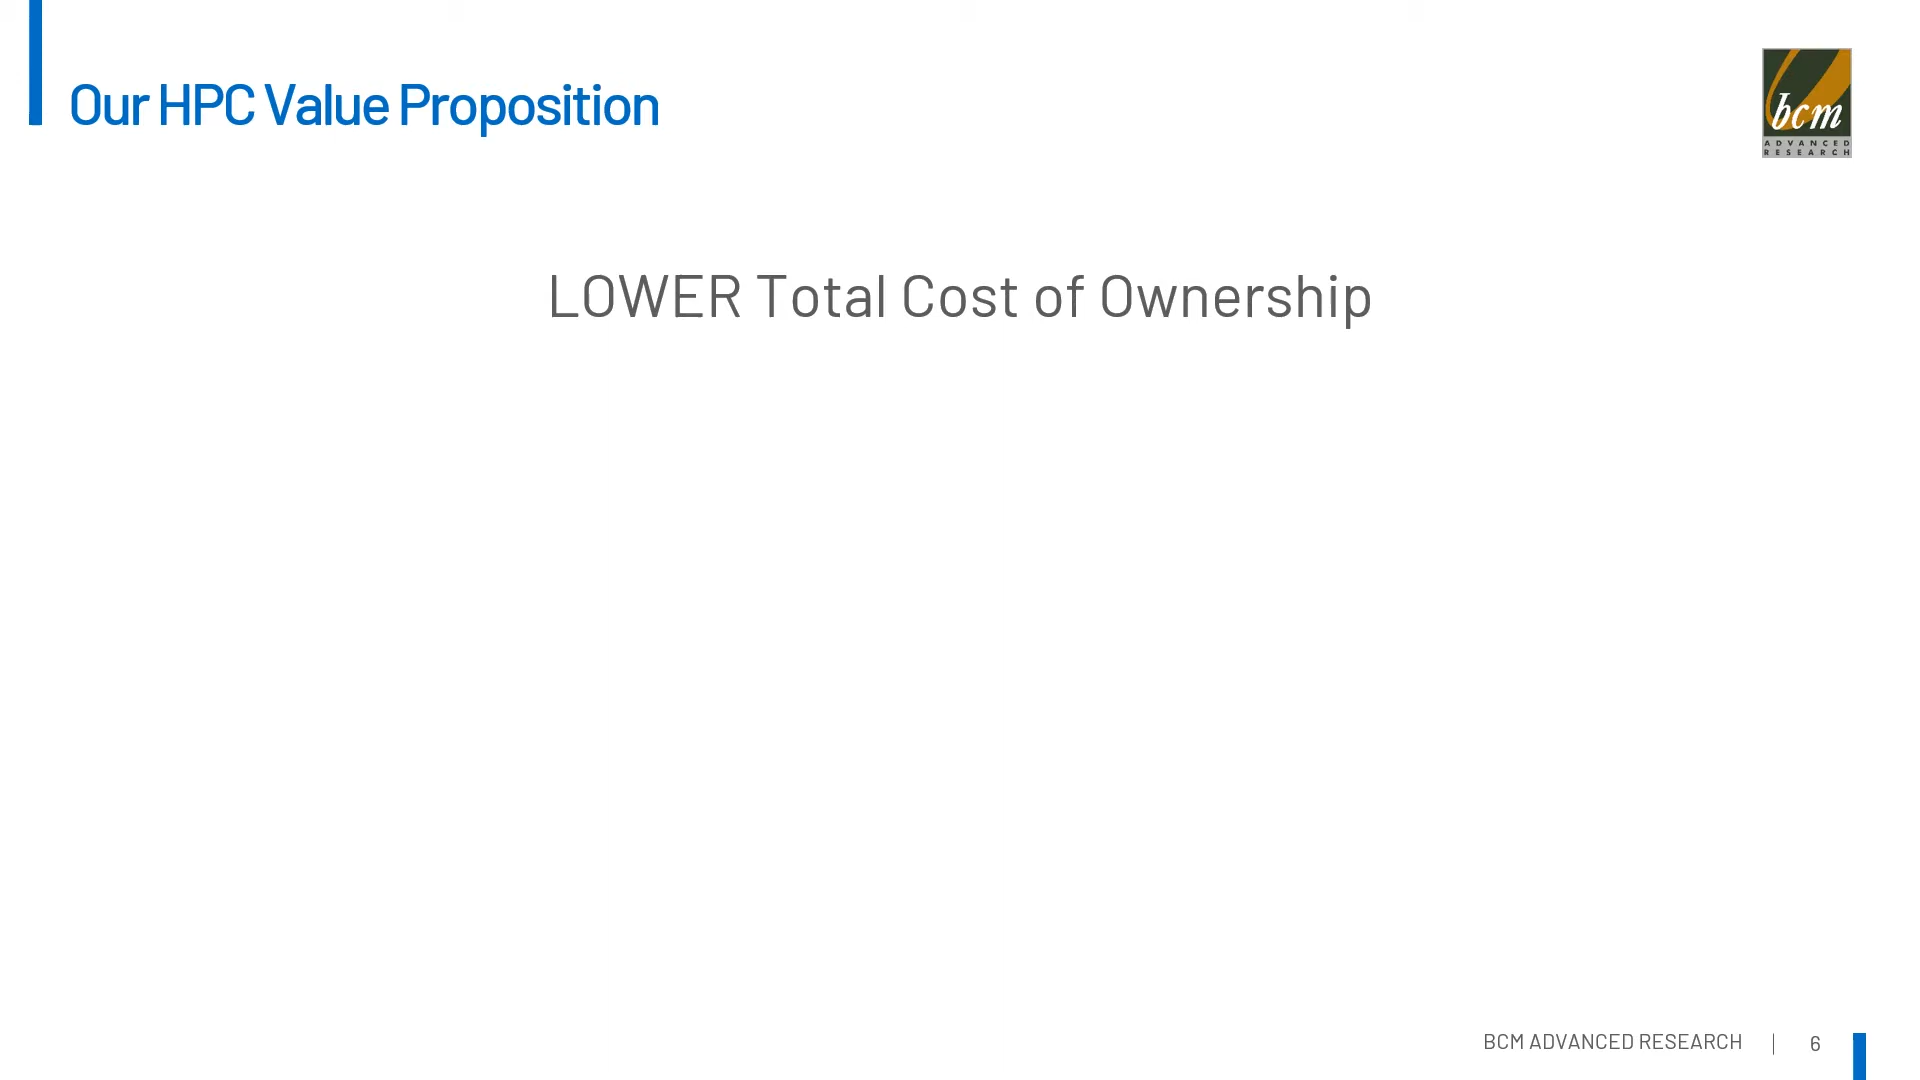 Our HPC Value Proposition
bcm
ADVANCED
RESEARCH
LOWER Total Cost of Ownership
BCM ADVANCED RESEARCH | 6